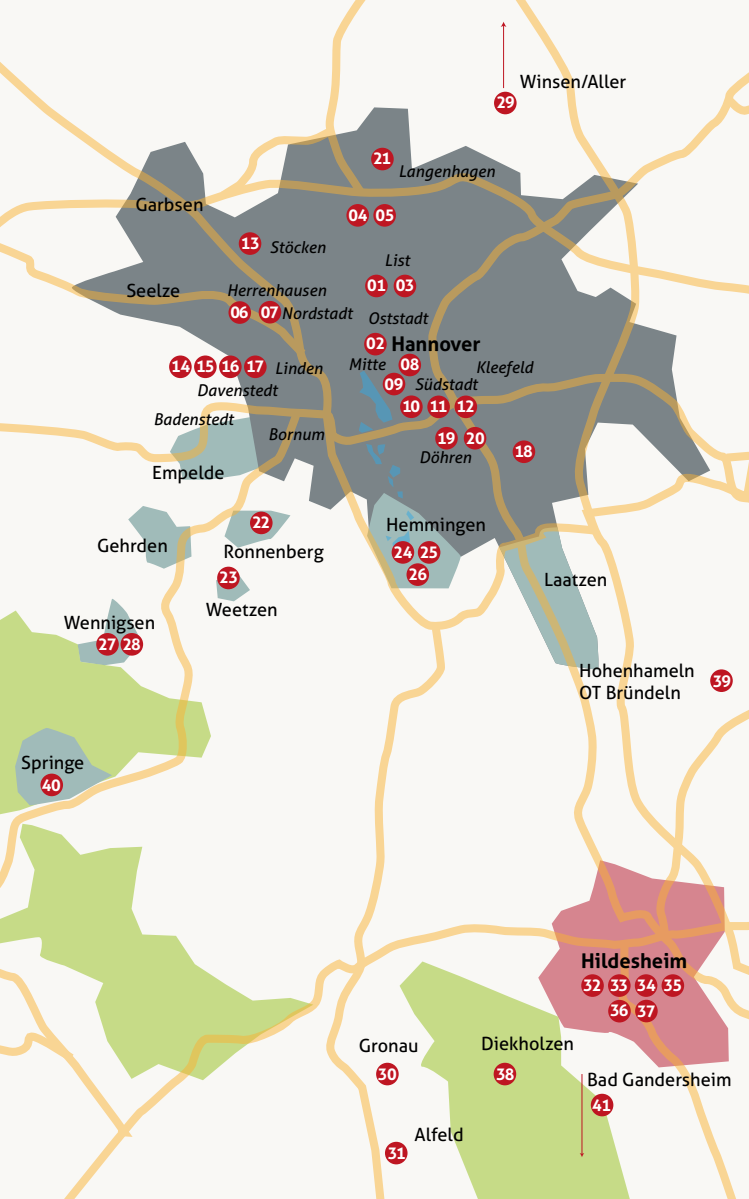 Winsen/Aller
29
21
Langenhagen
Garbsen
04 05
13 Stöcken
List
Seelze
Herrenhausen
01 03
06 07 Nordstadt
Oststadt
02 Hannover
14 15 16 17 Linden
Mitte 08
Kleefeld
09 Südstadt
Davenstedt
10 11 12
Badenstedt
Bornum
19 20
18
Döhren
Empelde
22
Hemmingen
Gehrden
Ronnenberg
24 25
26
23
Laatzen
Weetzen
Wennigsen
27 28
Hohenhameln
OT Bründeln
39
Springe
40
Hildesheim
32 33 34 35
36 37
Gronau
30
Diekholzen
38
Bad Gandersheim
41
Alfeld
31